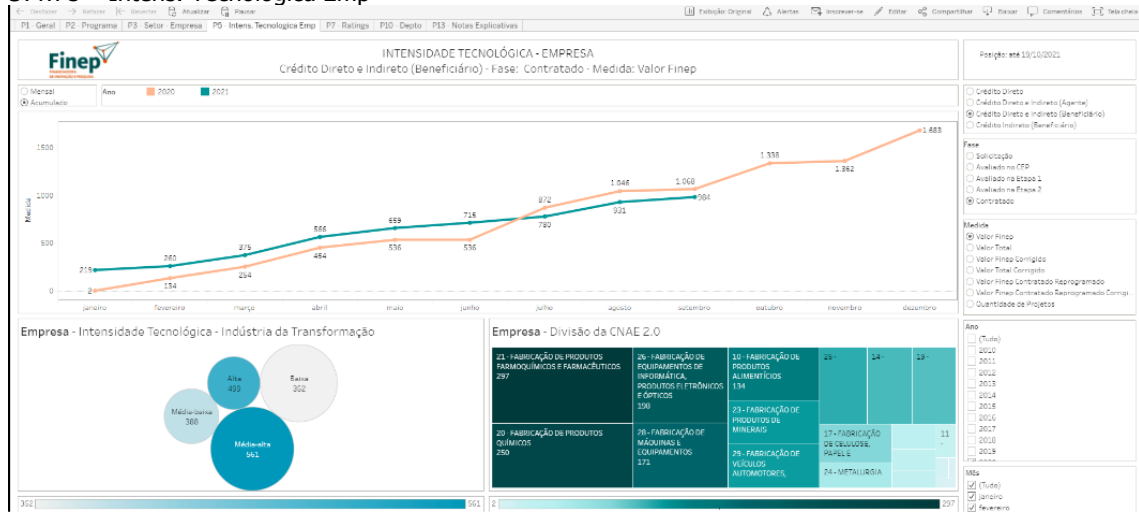 Desfazer Refazer Reverter Atualizar Pausar Exibição: Original Alertas Inscrever-se Editar Compartilhar Baixar Comentários Tela cheia
P1 - Geral P2 - Programa P3 - Setor - Empresa P5 - Intens. Tecnologica Emp P7 - Ratings P10 - Depto P13 - Notas Explicativas
Finep
INTENSIDADE TECNOLÓGICA - EMPRESA
Crédito Direto e Indireto (Beneficiário) - Fase: Contratado - Medida: Valor Finep
Posição: até 19/10/2021
Mensal
Acumulado
Ano 2020 2021
Crédito Direto
Crédito Direto e Indireto (Agente)
Crédito Direto e Indireto (Beneficiário)
Crédito Indireto (Beneficiário)
Fase
Solicitação
Avaliado na CEP
Avaliado na Etapa 1
Avaliado na Etapa 2
Contratado
Medida
Valor Finep
Valor Total
Valor Finep Corrigido
Valor Total Corrigido
Valor Finep Contratado Reprogramado
Valor Finep Contratado Reprogramado Corrigi..
Quantidade de Projetos
Medida
1500
1000
500
0
215 260 375 566 659 715 780 931 984
2 134 254 454 536 536 872 1.046 1.068 1.338 1.362 1.683
janeiro fevereiro março abril maio junho julho agosto setembro outubro novembro dezembro
Empresa - Intensidade Tecnológica - Indústria da Transformação
Alta
499
Baixa
352
Média-baixa
388
Média-alta
561
352 561
Empresa - Divisão da CNAE 2.0
21 - FABRICAÇÃO DE PRODUTOS
FARMOQUÍMICOS E FARMACÊUTICOS
297
20 - FABRICAÇÃO DE PRODUTOS
QUÍMICOS
250
26 - FABRICAÇÃO DE
EQUIPAMENTOS DE
INFORMÁTICA,
PRODUTOS ELETRÔNICOS
E ÓPTICOS
198
28 - FABRICAÇÃO DE
MÁQUINAS E
EQUIPAMENTOS
171
10 - FABRICAÇÃO DE
PRODUTOS
ALIMENTÍCIOS
134
23 - FABRICAÇÃO DE
PRODUTOS DE
MINERAIS
29 - FABRICAÇÃO DE
VEÍCULOS
AUTOMOTORES,
14 -
19 -
17 - FABRICAÇÃO
DE CELULOSE,
PAPEL E
24 - METALURGIA
11
-
2 297
Ano
(Tudo)
2010
2011
2012
2013
2014
2015
2016
2017
2018
2019
Mês
(Tudo)
janeiro
fevereiro